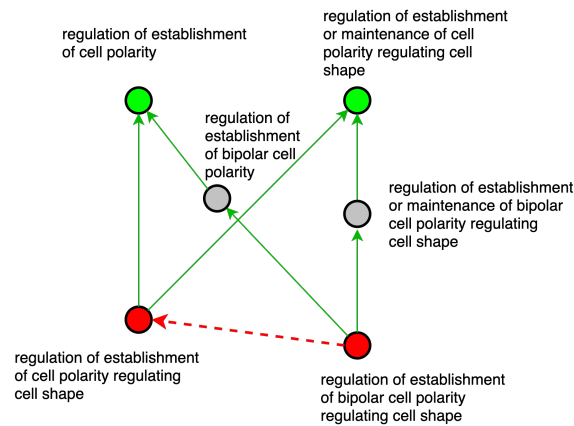 regulation of establishment
of cell polarity
regulation of establishment
or maintenance of cell
polarity regulating cell
shape
regulation of
establishment
of bipolar cell
polarity
regulation of establishment
or maintenance of bipolar
cell polarity regulating
cell shape
regulation of establishment
of cell polarity regulating
cell shape
regulation of establishment
of bipolar cell polarity
regulating cell shape